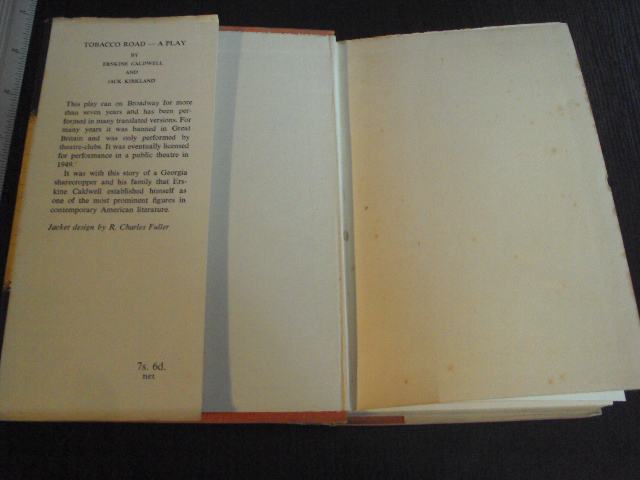 TOBACCO ROAD — A PLAY
BY
ERSKINE CALDWELL
AND
JACK KIRKLAND
This play ran on Broadway for more
than seven years and has been per-
formed in many translated versions. For
many years it was banned in Great
Britain and was only performed by
theatre-clubs. It was eventually licensed
for performance in a public theatre in
1949.
It was with this story of a Georgia
sharecropper and his family that Ers-
kine Caldwell established himself as
one of the most prominent figures in
contemporary American literature.
Jacket design by R. Charles Fuller
7s. 6d.
net